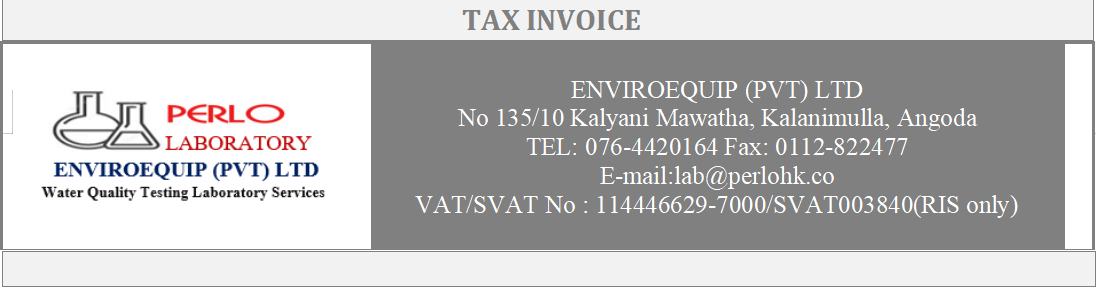 TAX INVOICE
PERLO
LABORATORY
ENVIROEQUIP (PVT) LTD
Water Quality Testing Laboratory Services
ENVIROEQUIP (PVT) LTD
No 135/10 Kalyani Mawatha, Kalanimulla, Angoda
TEL: 076-4420164 Fax: 0112-822477
E-mail:lab@perlohk.co
VAT/SVAT No : 114446629-7000/SVAT003840(RIS only)